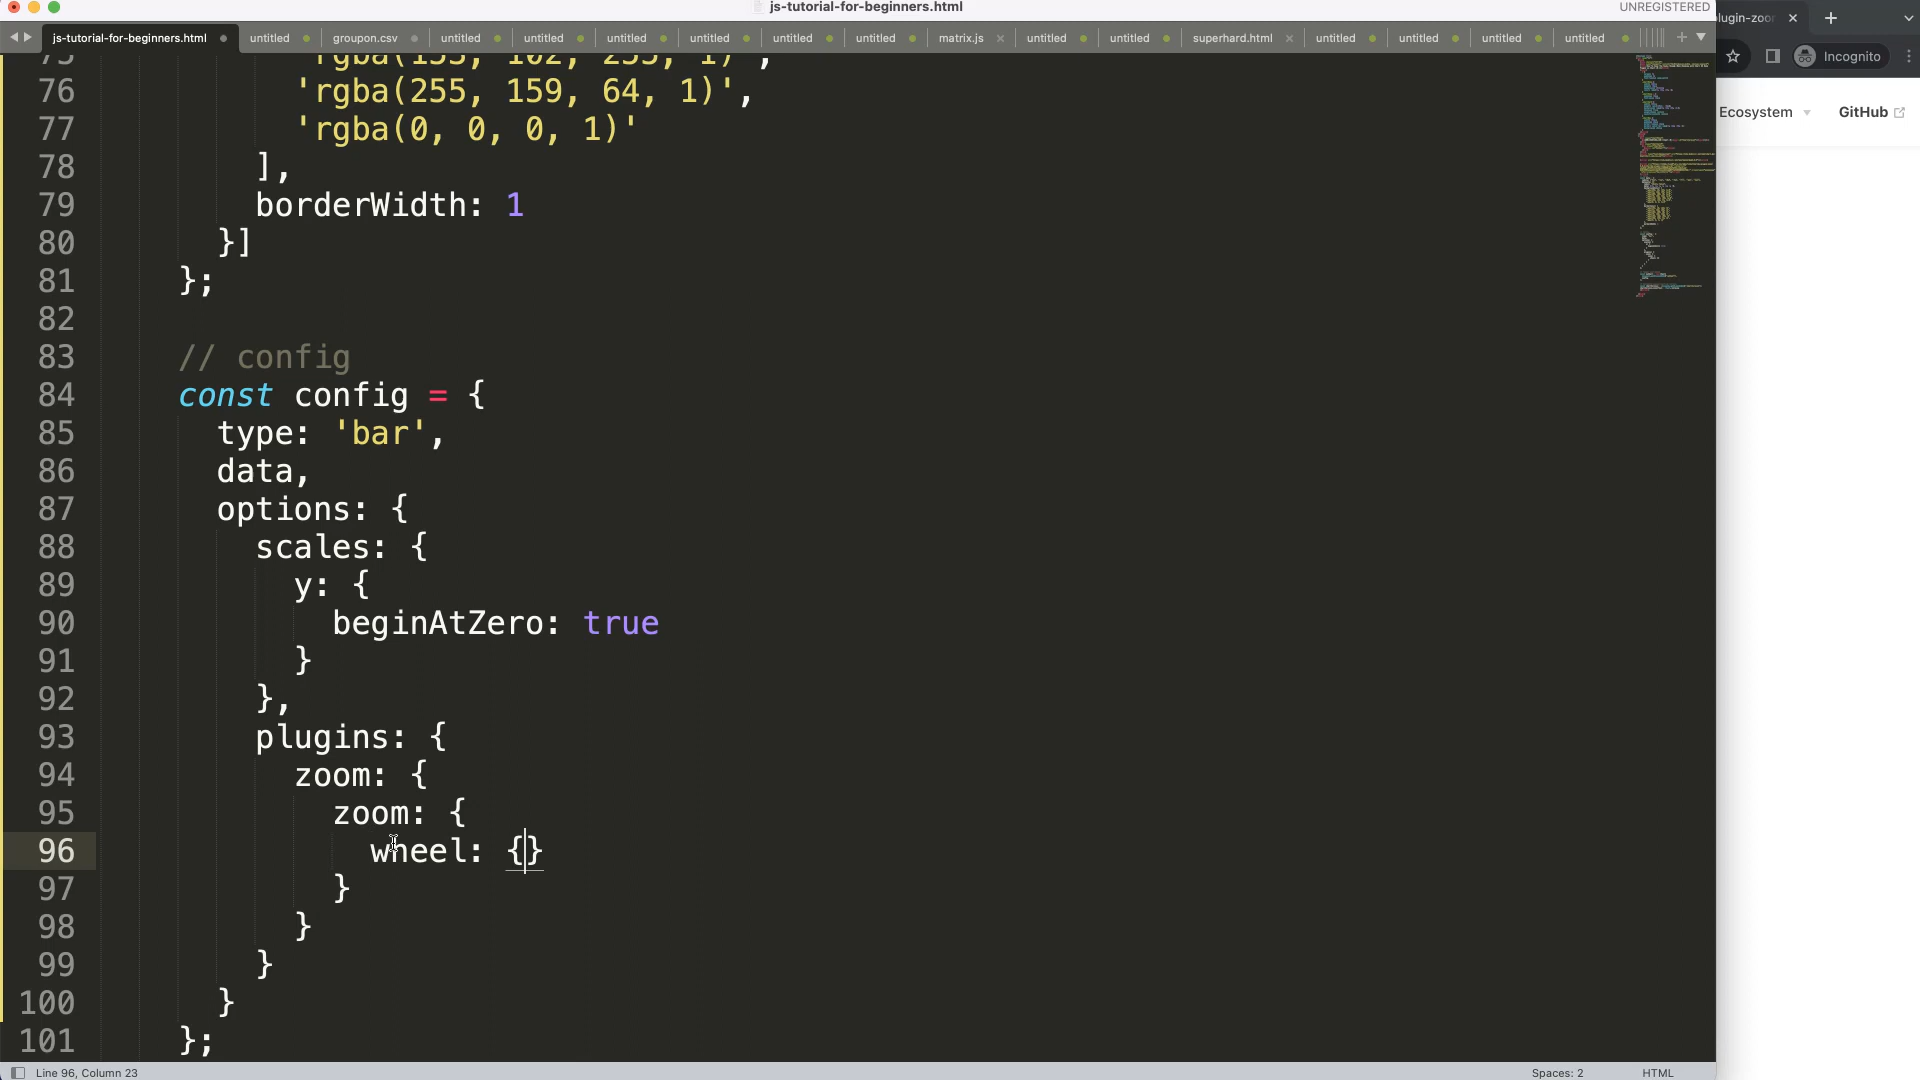 js-tutorial-for-beginners.html
UNREGISTERED
js-tutorial-for-beginners.html untitled groupon.csv untitled untitled untitled untitled untitled untitled matrix.js untitled untitled superhard.html untitled untitled untitled untitled
Incognito
Ecosystem GitHub
76 'rgba(255, 159, 64, 1)',
77 'rgba(0, 0, 0, 1)'
78 ],
79 borderWidth: 1
80 }]
81 };
82
83 // config
84 const config = {
85 type: 'bar',
86 data,
87 options: {
88 scales: {
89 y: {
90 beginAtZero: true
91 }
92 },
93 plugins: {
94 zoom: {
95 zoom: {
96 wheel: {}
97 }
98 }
99 }
100 }
101 };
Line 96, Column 23
Spaces: 2
HTML